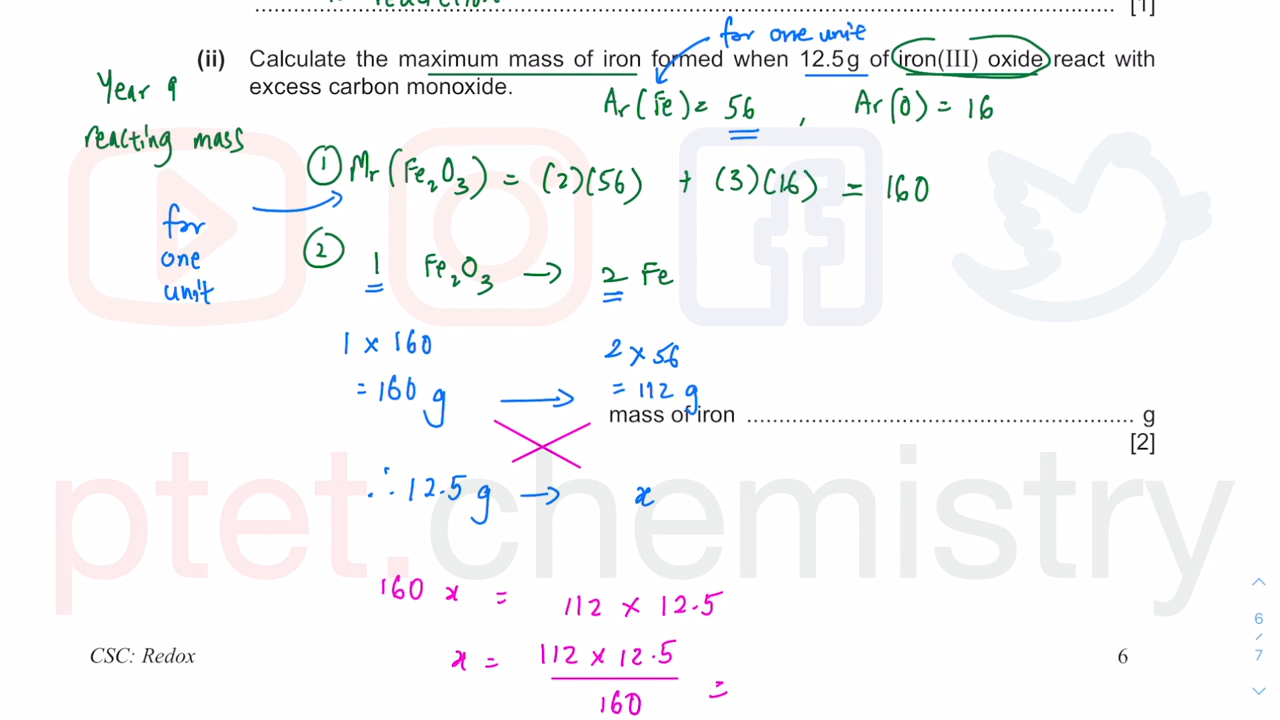 reaction [1]
for one unit
(ii) Calculate the maximum mass of iron formed when 12.5 g of iron(III) oxide react with
excess carbon monoxide.
Year 9
reacting mass
Ar(Fe) = 56 , Ar(O) = 16
① Mr (Fe₂O₃) = (2)(56) + (3)(16) = 160
for
one
unit
② 1 Fe₂O₃ → 2 Fe
1 × 160 2 × 56
= 160 g → = 112 g
mass of iron ............................................................ g
[2]
∴ 12.5 g → x
ptet.chemistry
160 x = 112 × 12.5
x = 112 × 12.5 / 160 =
CSC: Redox 6
6
/
7